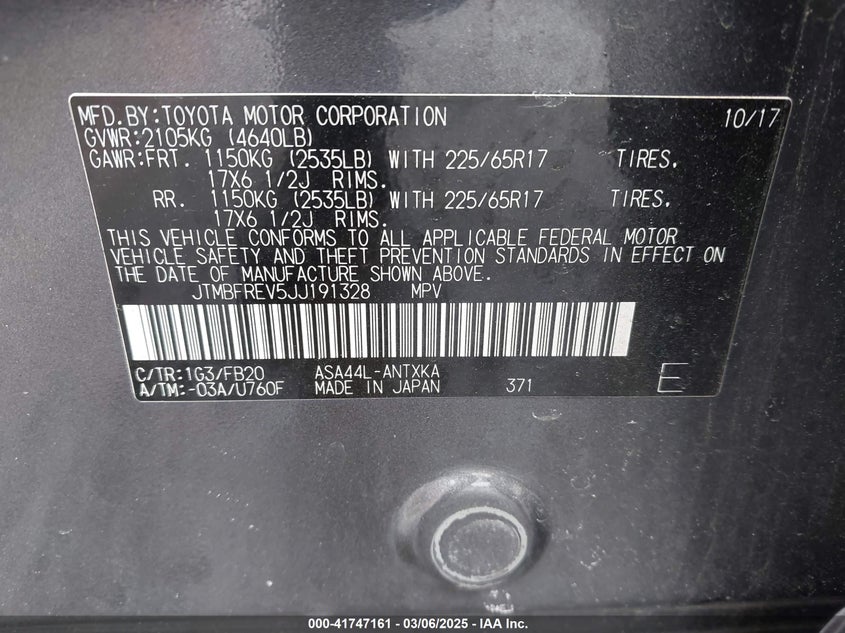 MFD.BY:TOYOTA MOTOR CORPORATION 10/17
GVWR:2105KG (4640LB)
GAWR:FRT. 1150KG (2535LB) WITH 225/65R17 TIRES,
17X6 1/2J RIMS.
RR. 1150KG (2535LB) WITH 225/65R17 TIRES,
17X6 1/2J RIMS.
THIS VEHICLE CONFORMS TO ALL APPLICABLE FEDERAL MOTOR
VEHICLE SAFETY AND THEFT PREVENTION STANDARDS IN EFFECT ON
THE DATE OF MANUFACTURE SHOWN ABOVE.
JTMBFREV5JJ191328 MPV
C/TR:1G3/FB20 ASA44L-ANTXKA
A/TM:-03A/U760F MADE IN JAPAN 371 E
000-41747161 - 03/06/2025 - IAA Inc.